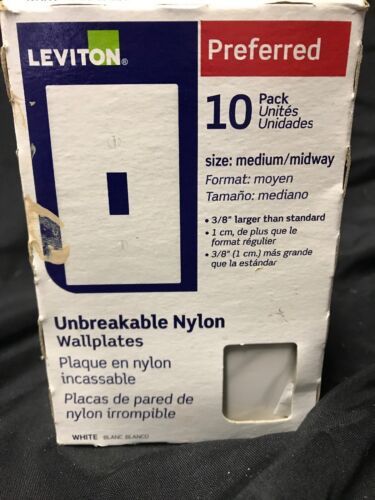 LEVITON®
Preferred
10 Pack
Unités
Unidades
size: medium/midway
Format: moyen
Tamaño: mediano
• 3/8" larger than standard
• 1 cm, de plus que le
format régulier
• 3/8" (1 cm.) más grande
que la estándar
Unbreakable Nylon
Wallplates
Plaque en nylon
incassable
Placas de pared de
nylon irrompible
WHITE BLANC BLANCO